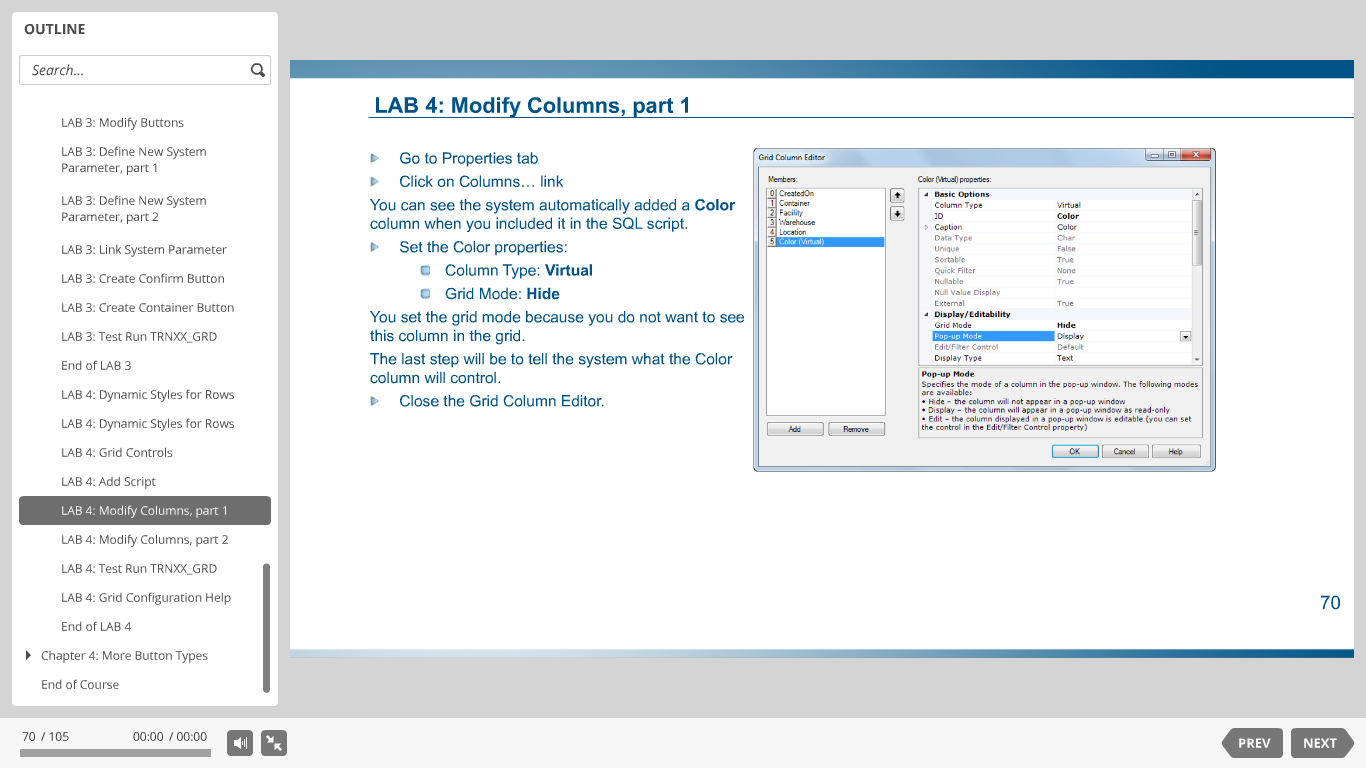 OUTLINE
Search...
LAB 3: Modify Buttons
LAB 3: Define New System
Parameter, part 1
LAB 3: Define New System
Parameter, part 2
LAB 3: Link System Parameter
LAB 3: Create Confirm Button
LAB 3: Create Container Button
LAB 3: Test Run TRNXX_GRD
End of LAB 3
LAB 4: Dynamic Styles for Rows
LAB 4: Dynamic Styles for Rows
LAB 4: Grid Controls
LAB 4: Add Script
LAB 4: Modify Columns, part 1
LAB 4: Modify Columns, part 2
LAB 4: Test Run TRNXX_GRD
LAB 4: Grid Configuration Help
End of LAB 4
Chapter 4: More Button Types
End of Course
LAB 4: Modify Columns, part 1
Go to Properties tab
Click on Columns… link
You can see the system automatically added a Color
column when you included it in the SQL script.
Set the Color properties:
Column Type: Virtual
Grid Mode: Hide
You set the grid mode because you do not want to see
this column in the grid.
The last step will be to tell the system what the Color
column will control.
Close the Grid Column Editor.
Grid Column Editor
Members:
0 CreatedOn
1 Container
2 Facility
3 Warehouse
4 Location
5 Color (Virtual)
Add Remove
Color (Virtual) properties:
Basic Options
Column Type Virtual
ID Color
Caption Color
Data Type Char
Unique False
Sortable True
Quick Filter None
Nullable True
Null Value Display
External True
Display/Editability
Grid Mode Hide
Pop-up Mode Display
Edit/Filter Control Default
Display Type Text
Pop-up Mode
Specifies the mode of a column in the pop-up window. The following modes
are available:
• Hide – the column will not appear in a pop-up window
• Display – the column will appear in a pop-up window as read-only
• Edit – the column displayed in a pop-up window is editable (you can set
the control in the Edit/Filter Control property)
OK Cancel Help
70
70 / 105 00:00 / 00:00
PREV NEXT